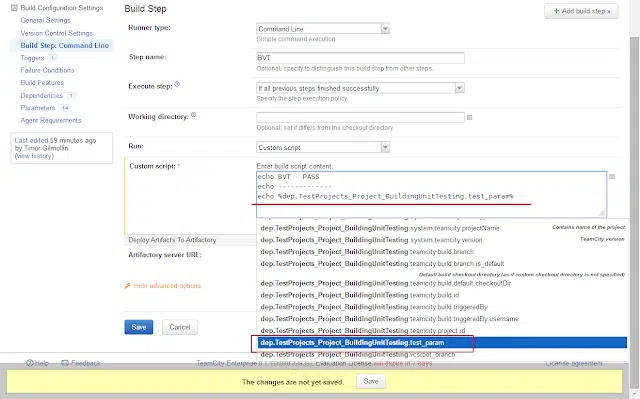 Build Configuration Settings
General Settings
Version Control Settings
Build Step: Command Line
Triggers 1
Failure Conditions
Build Features
Dependencies
Parameters 14
Agent Requirements
Last edited 59 minutes ago
by Timur Gilmullin
(view history)
Build Step
+ Add build step »
Runner type:
Command Line
Simple command execution
Step name:
BVT
Optional, specify to distinguish this build step from other steps.
Execute step:
If all previous steps finished successfully
Specify the step execution policy.
Working directory:
Optional, set if differs from the checkout directory
Run:
Custom script
Custom script: *
Enter build script content:
echo BVT - PASS
echo -------------
echo %dep.TestProjects_Project_BuildingUnitTesting.test_param%
dep.TestProjects_Project_BuildingUnitTesting.system.teamcity.projectName
Contains name of the project
dep.TestProjects_Project_BuildingUnitTesting.system.teamcity.version
TeamCity version
dep.TestProjects_Project_BuildingUnitTesting.teamcity.build.branch
dep.TestProjects_Project_BuildingUnitTesting.teamcity.build.branch.is_default
Default build checkout directory (as if custom checkout directory is not specified)
dep.TestProjects_Project_BuildingUnitTesting.teamcity.build.default.checkoutDir
dep.TestProjects_Project_BuildingUnitTesting.teamcity.build.id
dep.TestProjects_Project_BuildingUnitTesting.teamcity.build.triggeredBy
dep.TestProjects_Project_BuildingUnitTesting.teamcity.build.triggeredBy.username
dep.TestProjects_Project_BuildingUnitTesting.teamcity.project.id
dep.TestProjects_Project_BuildingUnitTesting.test_param
dep.TestProjects_Project_BuildingUnitTesting.vcsroot_branch
Deploy Artifacts To Artifactory
Artifactory server URL:
Hide advanced options
Save
Cancel
Help
Feedback
TeamCity Enterprise
Evaluation License will expire in 7 days
License agreement
The changes are not yet saved.
Save